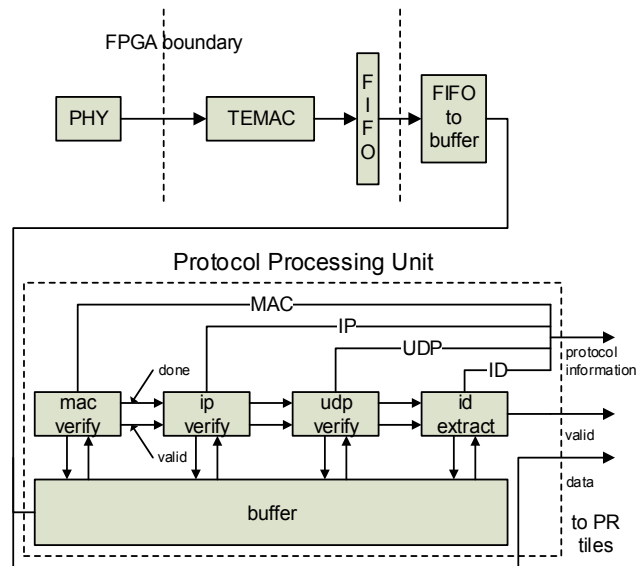 FPGA boundary
PHY
TEMAC
F
I
F
O
FIFO
to
buffer
Protocol Processing Unit
MAC
IP
UDP
ID
protocol
information
done
mac
verify
ip
verify
udp
verify
id
extract
valid
valid
data
buffer
to PR
tiles